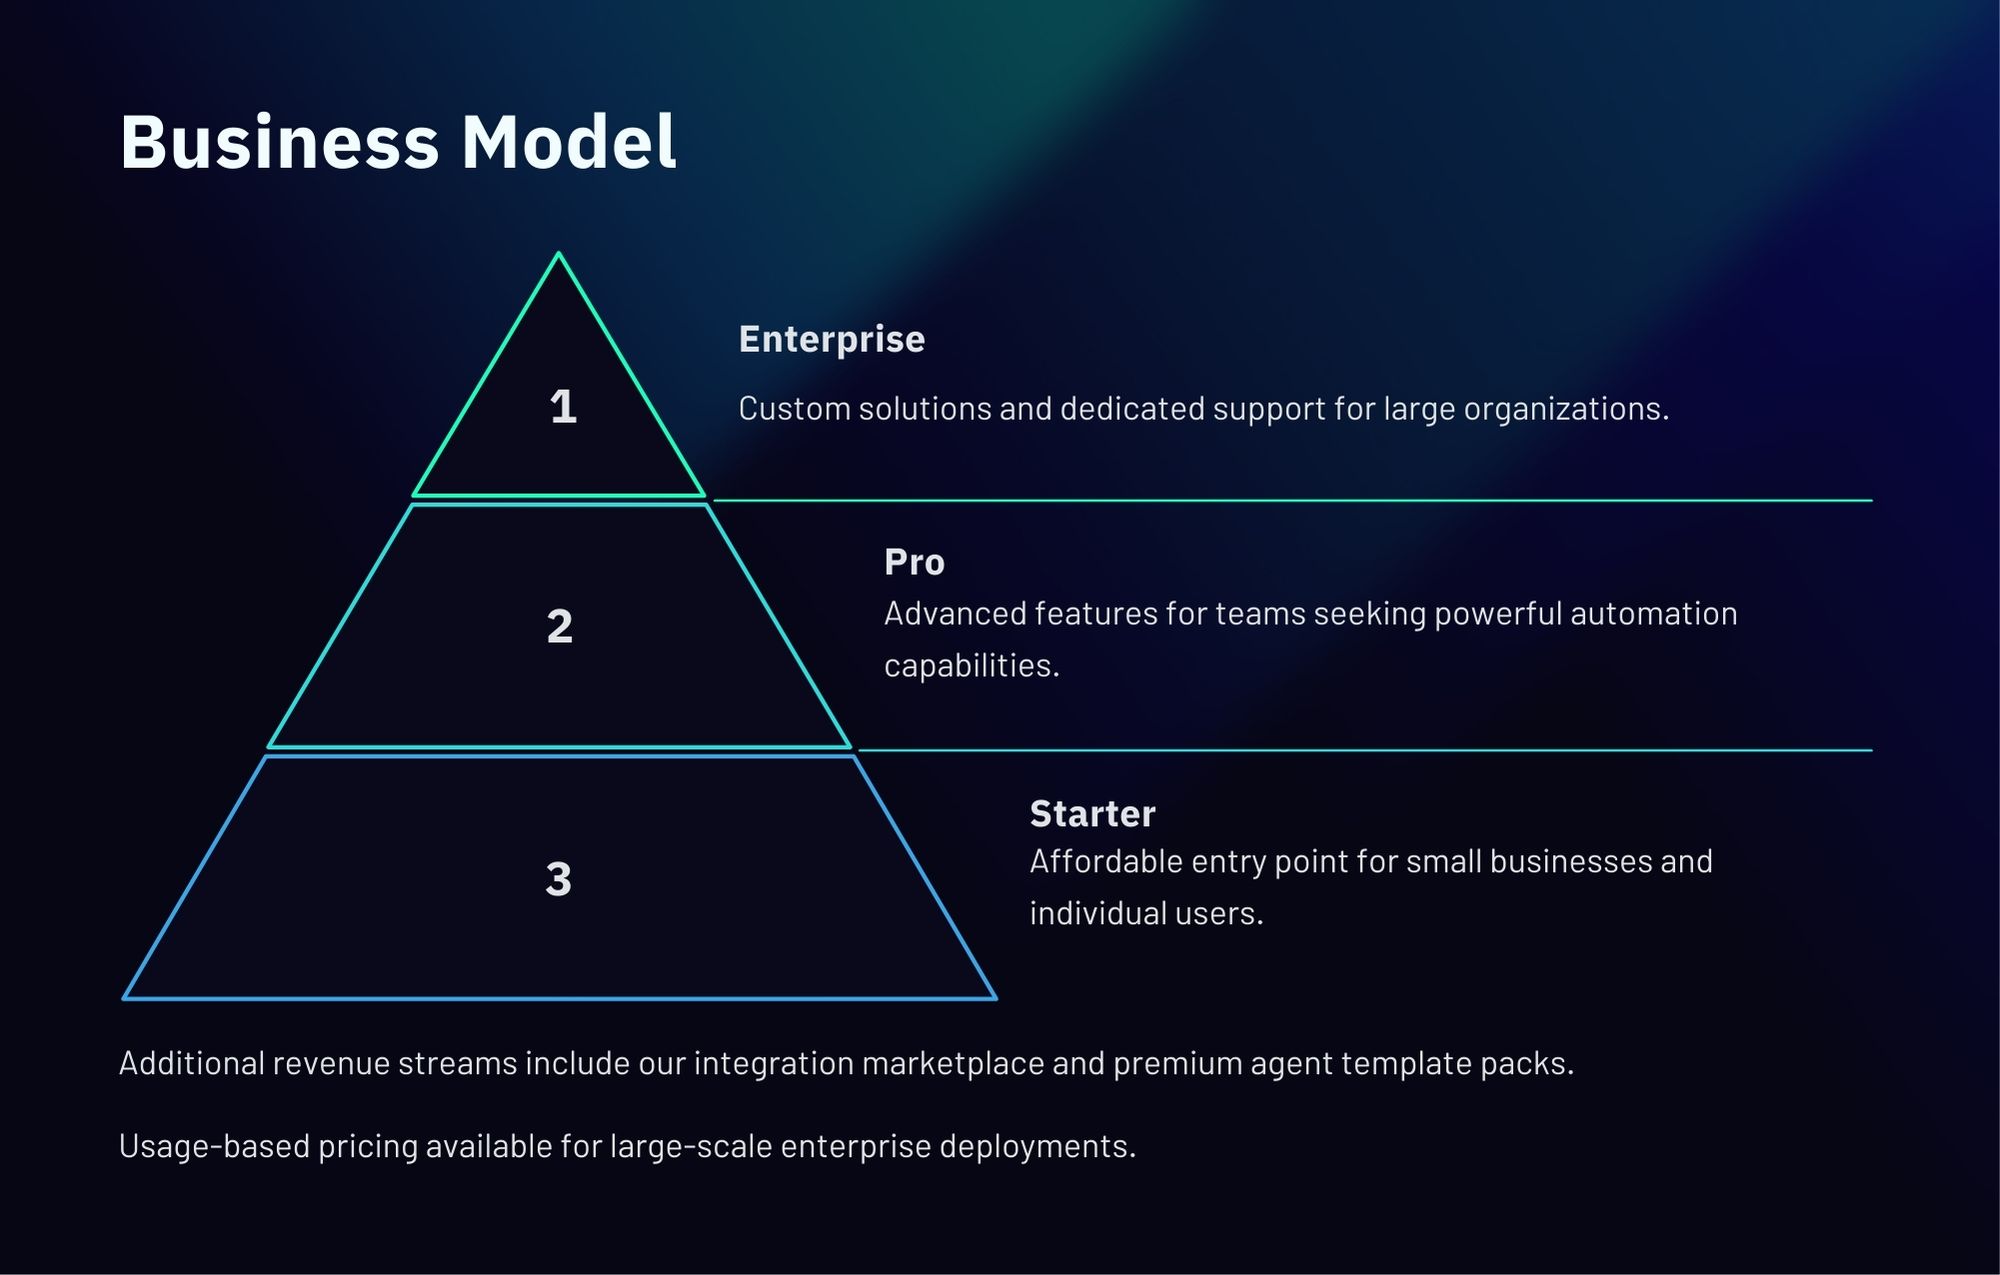 Business Model
1
Enterprise
Custom solutions and dedicated support for large organizations.
2
Pro
Advanced features for teams seeking powerful automation
capabilities.
3
Starter
Affordable entry point for small businesses and
individual users.
Additional revenue streams include our integration marketplace and premium agent template packs.
Usage-based pricing available for large-scale enterprise deployments.